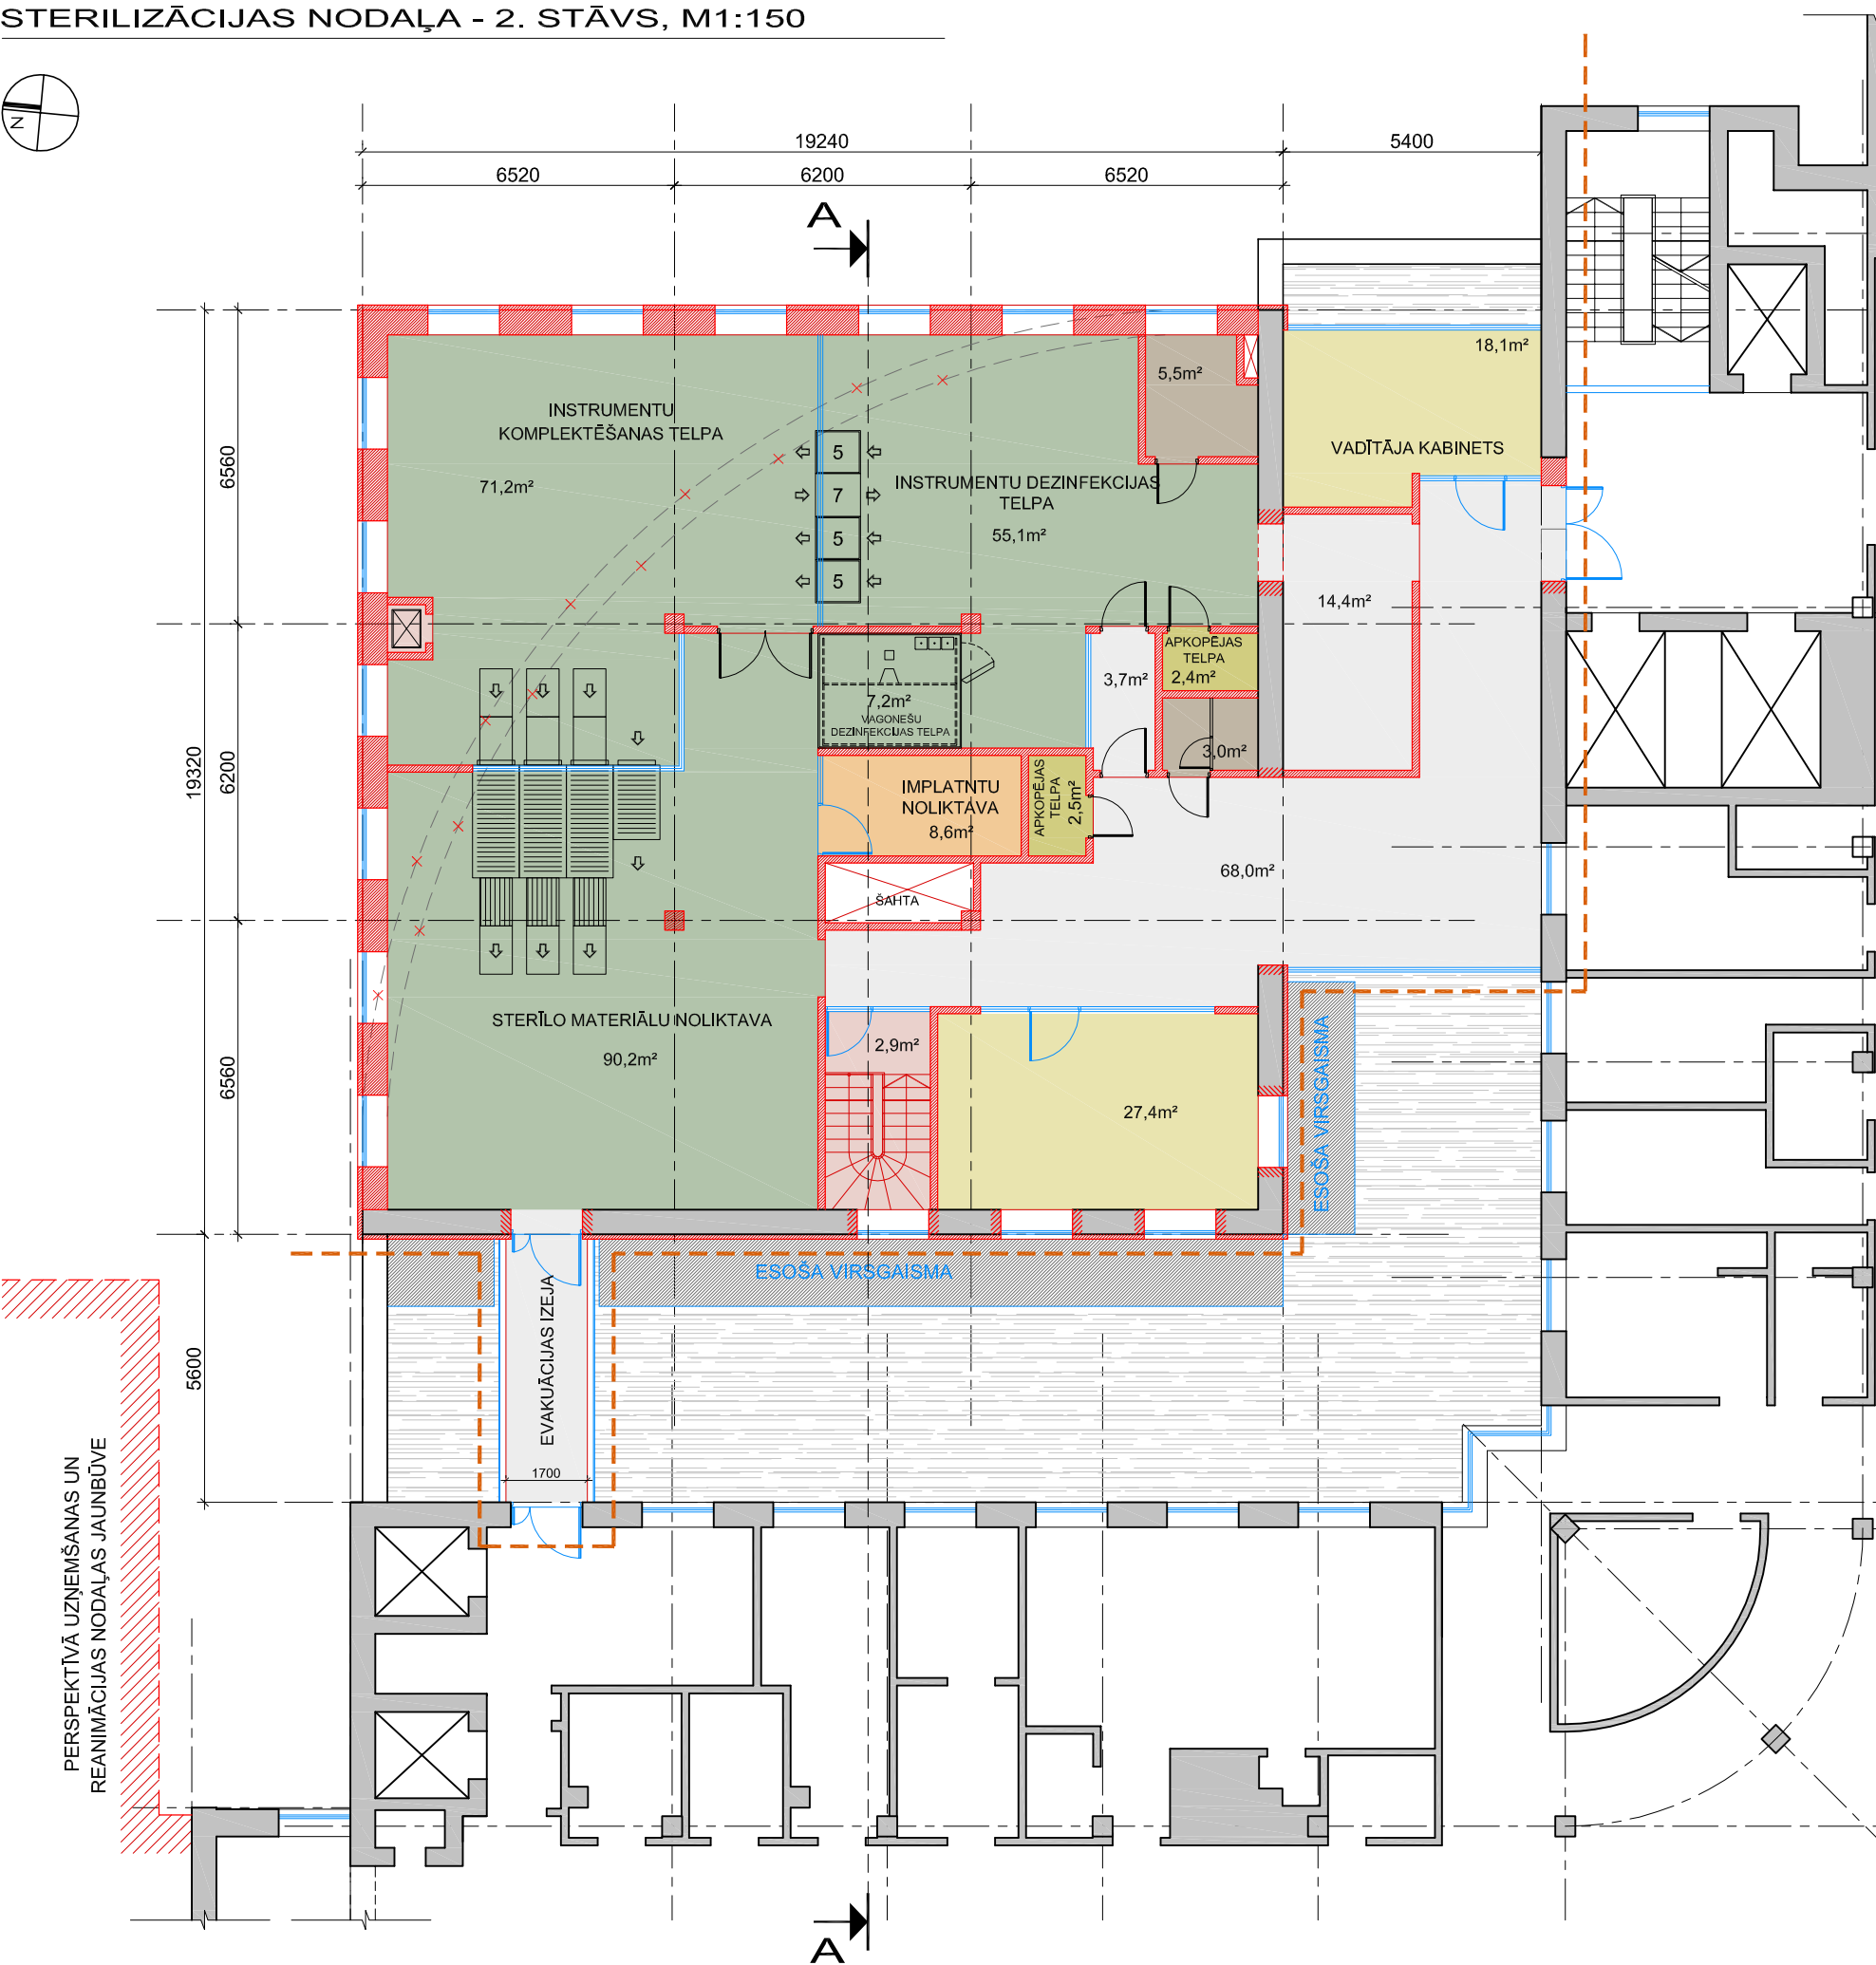 STERILIZĀCIJAS NODAĻA - 2. STĀVS, M1:150
N
19240
5400
6520
6200
6520
A
18,1m²
5,5m²
INSTRUMENTU
KOMPLEKTĒŠANAS TELPA
71,2m²
VADĪTĀJA KABINETS
5
7
5
5
INSTRUMENTU DEZINFEKCIJAS
TELPA
55,1m²
14,4m²
6560
19320
6200
6560
5600
APKOPĒJAS
TELPA
2,4m²
3,7m²
7,2m²
VAGONEŠU
DEZINFEKCIJAS TELPA
3,0m²
IMPLATNTU
NOLIKTAVA
8,6m²
APKOPĒJAS
TELPA
2,5m²
68,0m²
ŠAHTA
STERĪLO MATERIĀLU NOLIKTAVA
90,2m²
2,9m²
27,4m²
ESOŠA VIRSGAISMA
ESOŠA VIRSGAISMA
EVAKUĀCIJAS IZEJA
1700
PERSPEKTĪVĀ UZŅEMŠANAS UN
REANIMĀCIJAS NODAĻAS JAUNBŪVE
A